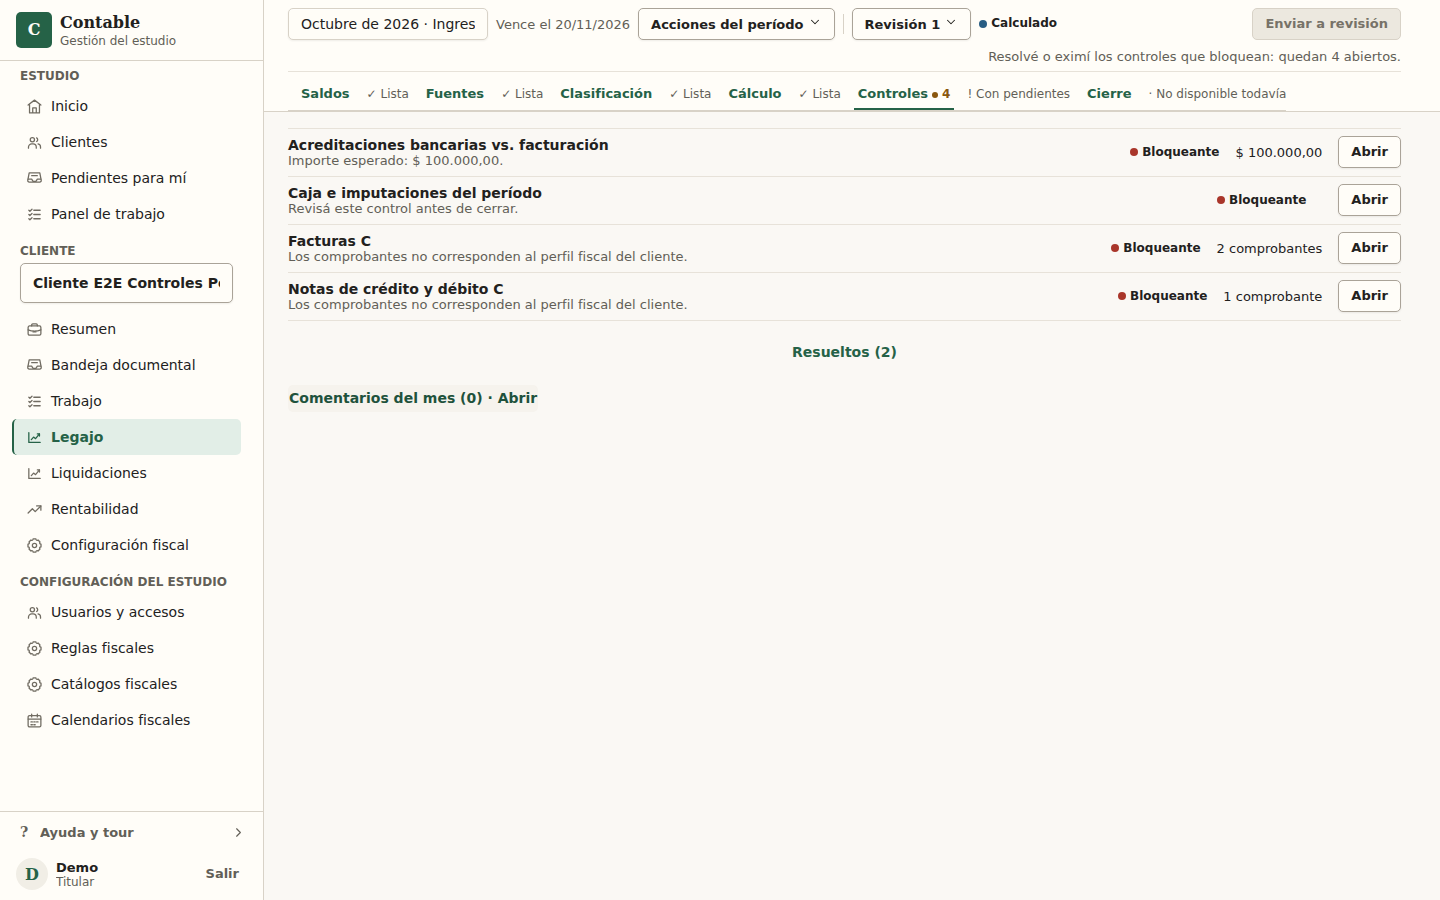 C
Contable
Gestión del estudio
ESTUDIO
Inicio
Clientes
Pendientes para mí
Panel de trabajo
CLIENTE
Cliente E2E Controles
Resumen
Bandeja documental
Trabajo
Legajo
Liquidaciones
Rentabilidad
Configuración fiscal
CONFIGURACIÓN DEL ESTUDIO
Usuarios y accesos
Reglas fiscales
Catálogos fiscales
Calendarios fiscales
? Ayuda y tour
D
Demo
Titular
Salir
Octubre de 2026 · Ingres
Vence el 20/11/2026
Acciones del período
Revisión 1
Calculado
Enviar a revisión
Resolvé o eximí los controles que bloquean: quedan 4 abiertos.
Saldos ✓ Lista Fuentes ✓ Lista Clasificación ✓ Lista Cálculo ✓ Lista Controles ● 4 ! Con pendientes Cierre · No disponible todavía
Acreditaciones bancarias vs. facturación
Importe esperado: $ 100.000,00.
Bloqueante $ 100.000,00 Abrir
Caja e imputaciones del período
Revisá este control antes de cerrar.
Bloqueante Abrir
Facturas C
Los comprobantes no corresponden al perfil fiscal del cliente.
Bloqueante 2 comprobantes Abrir
Notas de crédito y débito C
Los comprobantes no corresponden al perfil fiscal del cliente.
Bloqueante 1 comprobante Abrir
Resueltos (2)
Comentarios del mes (0) · Abrir